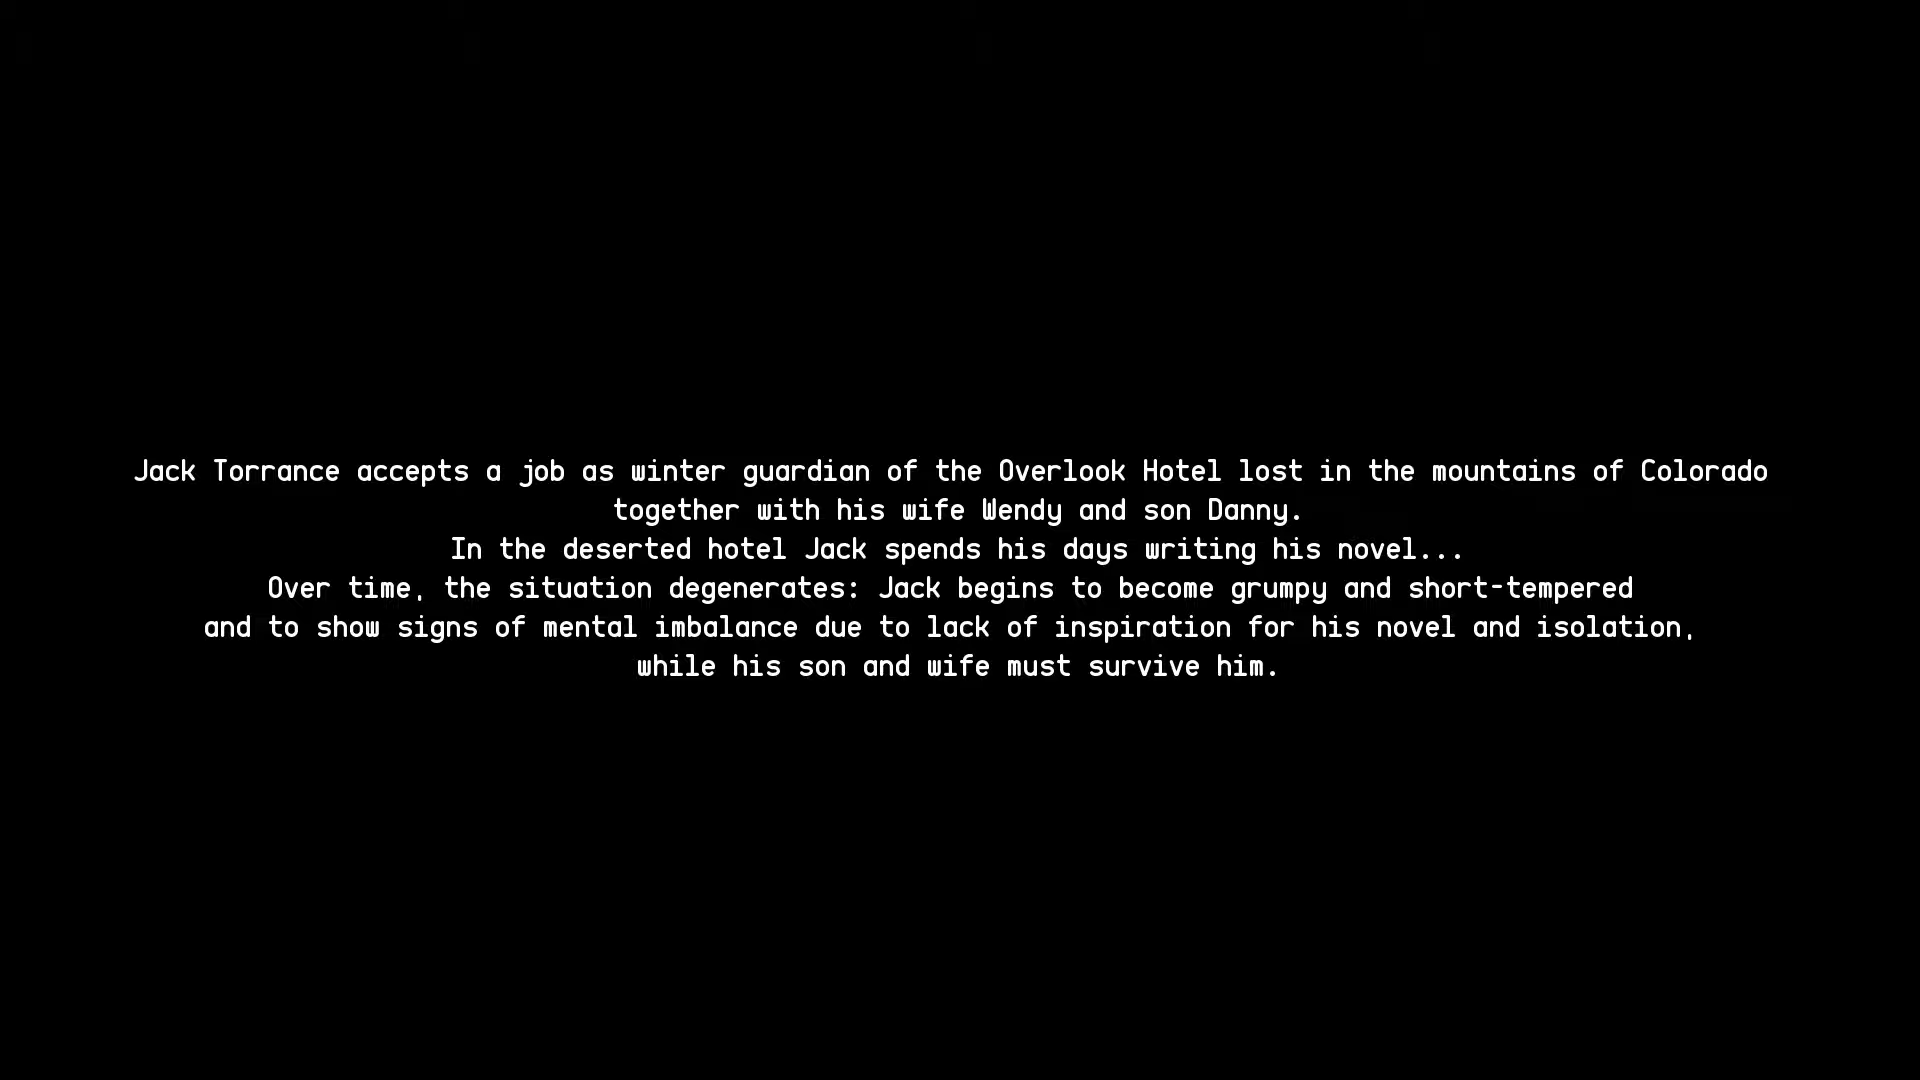 Jack Torrance accepts a job as winter guardian of the Overlook Hotel lost in the mountains of Colorado
together with his wife Wendy and son Danny.
In the deserted hotel Jack spends his days writing his novel...
Over time, the situation degenerates: Jack begins to become grumpy and short-tempered
and to show signs of mental imbalance due to lack of inspiration for his novel and isolation,
while his son and wife must survive him.